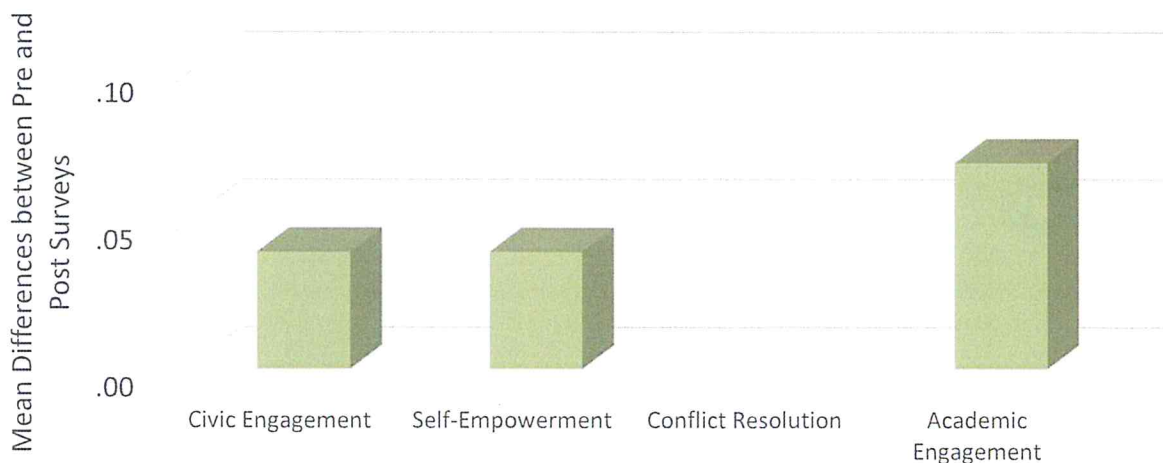 Mean Differences between Pre and
Post Surveys
.10
.05
.00
Civic Engagement
Self-Empowerment
Conflict Resolution
Academic
Engagement